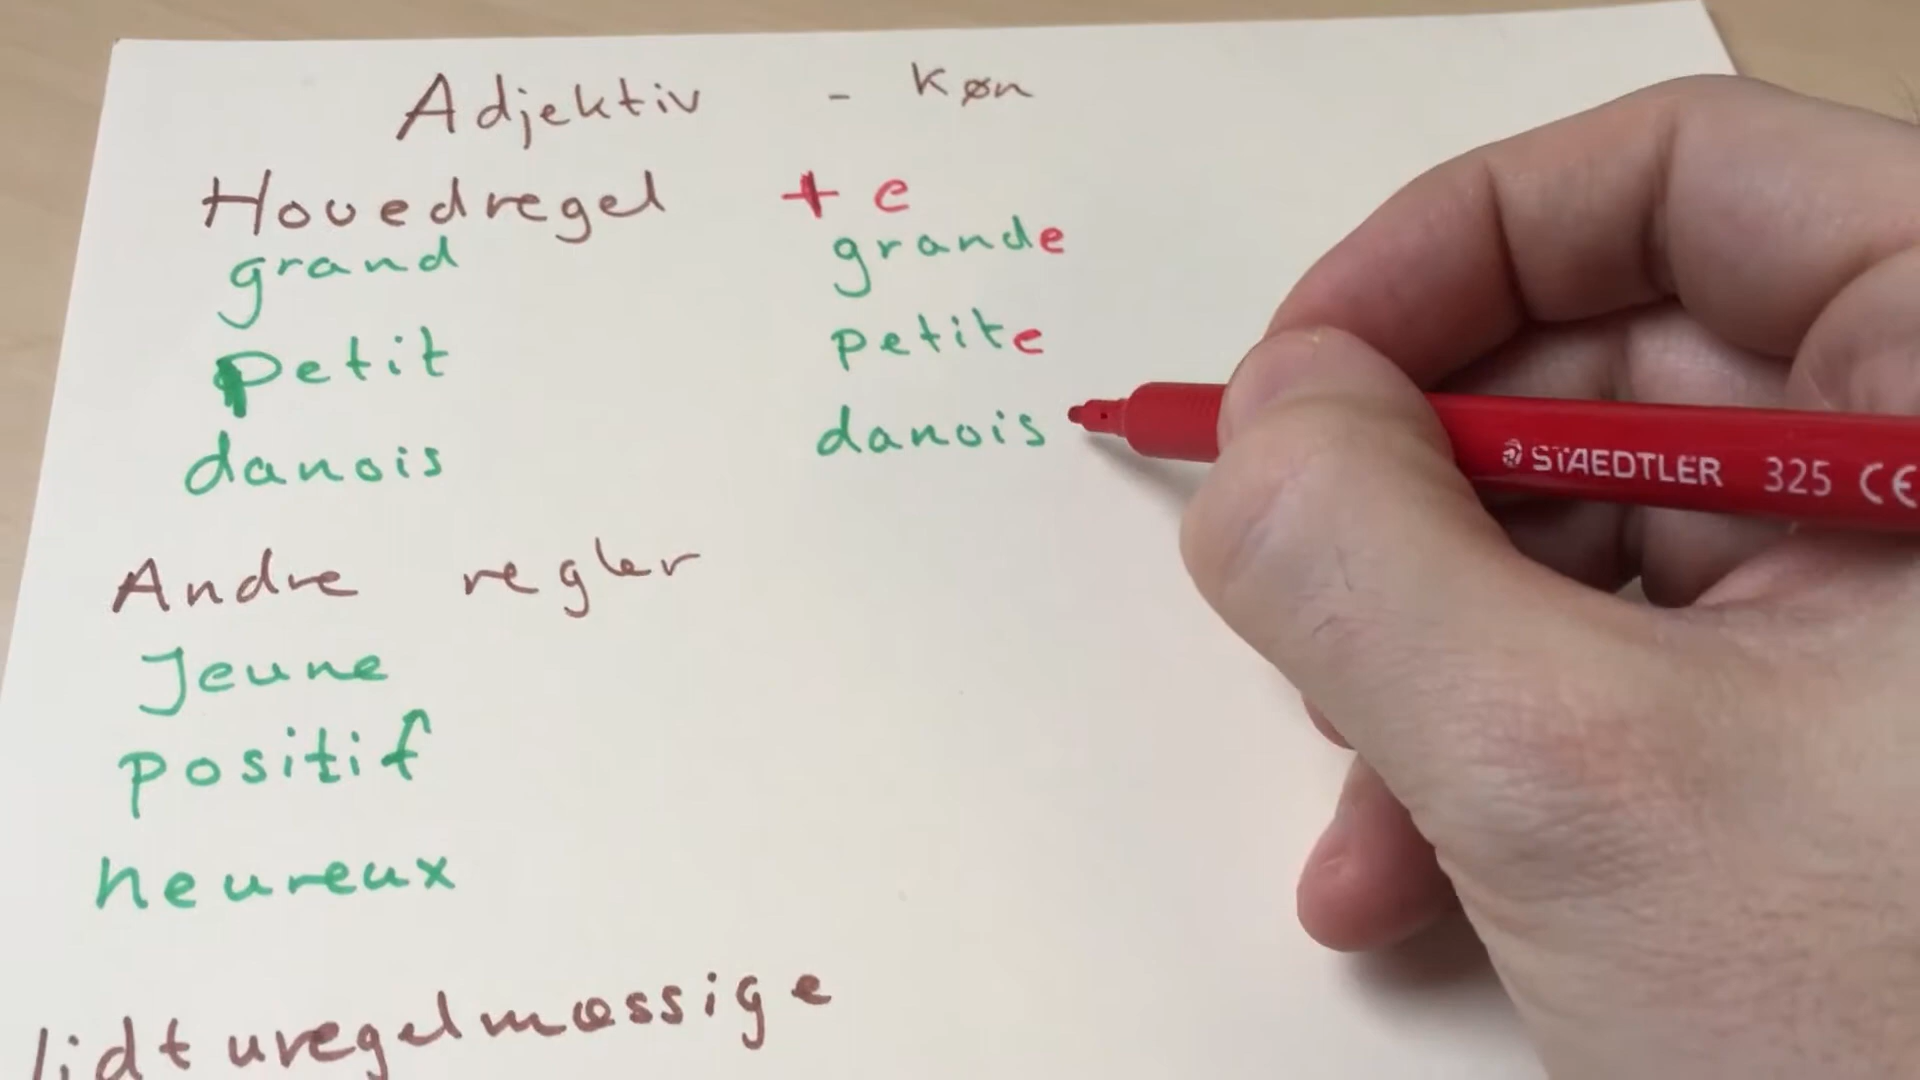 Adjektiv - Køn
Hovedregel + e
grand grande
petit petite
danois danois
STAEDTLER 325 CE
Andre regler
Jeune
positif
heureux
lidt uregelmæssige